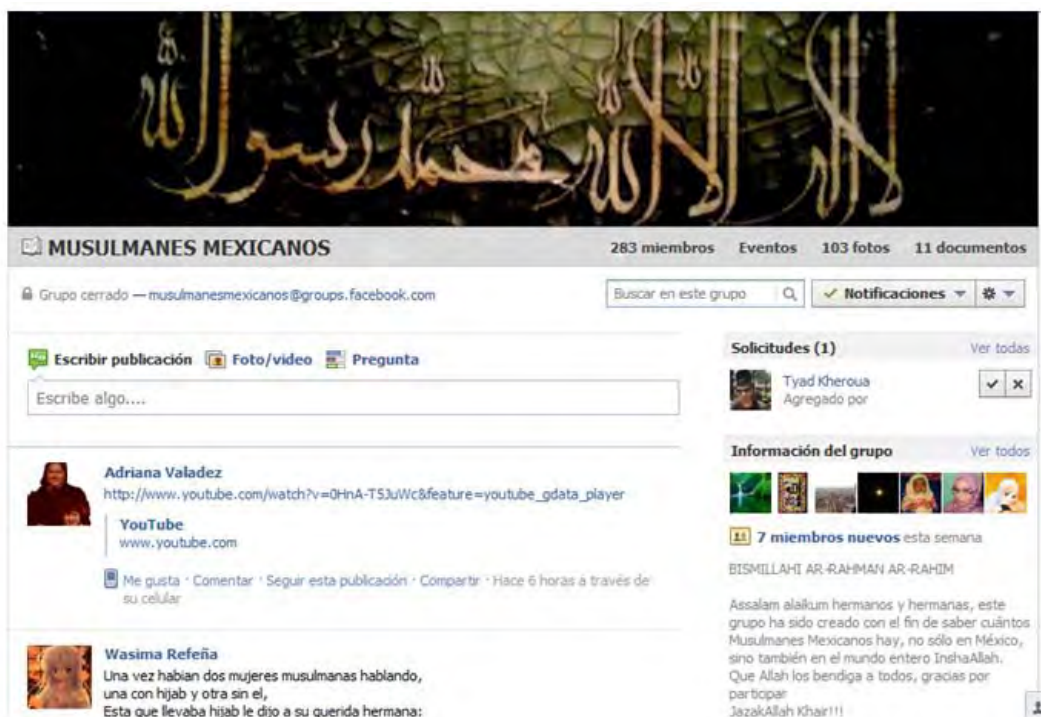 لا إله إلا الله محمد رسول الله
MUSULMANES MEXICANOS
283 miembros Eventos 103 fotos 11 documentos
Grupo cerrado — musulmanesmexicanos@groups.facebook.com
Buscar en este grupo
Notificaciones
Escribir publicación Foto/video Pregunta
Escribe algo....
Adriana Valadez
http://www.youtube.com/watch?v=0HnA-TSJuWc&feature=youtube_gdata_player
YouTube
www.youtube.com
Me gusta · Comentar · Seguir esta publicación · Compartir · Hace 6 horas a través de
su celular
Wasima Refeña
Una vez habian dos mujeres musulmanas hablando,
una con hijab y otra sin el,
Esta que llevaba hijab le dijo a su querida hermana:
Solicitudes (1) Ver todas
Tyad Kheroua
Agregado por
Información del grupo Ver todos
7 miembros nuevos esta semana
BISMILLAHI AR-RAHMAN AR-RAHIM
Assalam alaikum hermanos y hermanas, este
grupo ha sido creado con el fin de saber cuántos
Musulmanes Mexicanos hay, no sólo en México,
sino también en el mundo entero InshaAllah.
Que Allah los bendiga a todos, gracias por
participar
JazakAllah Khair!!!